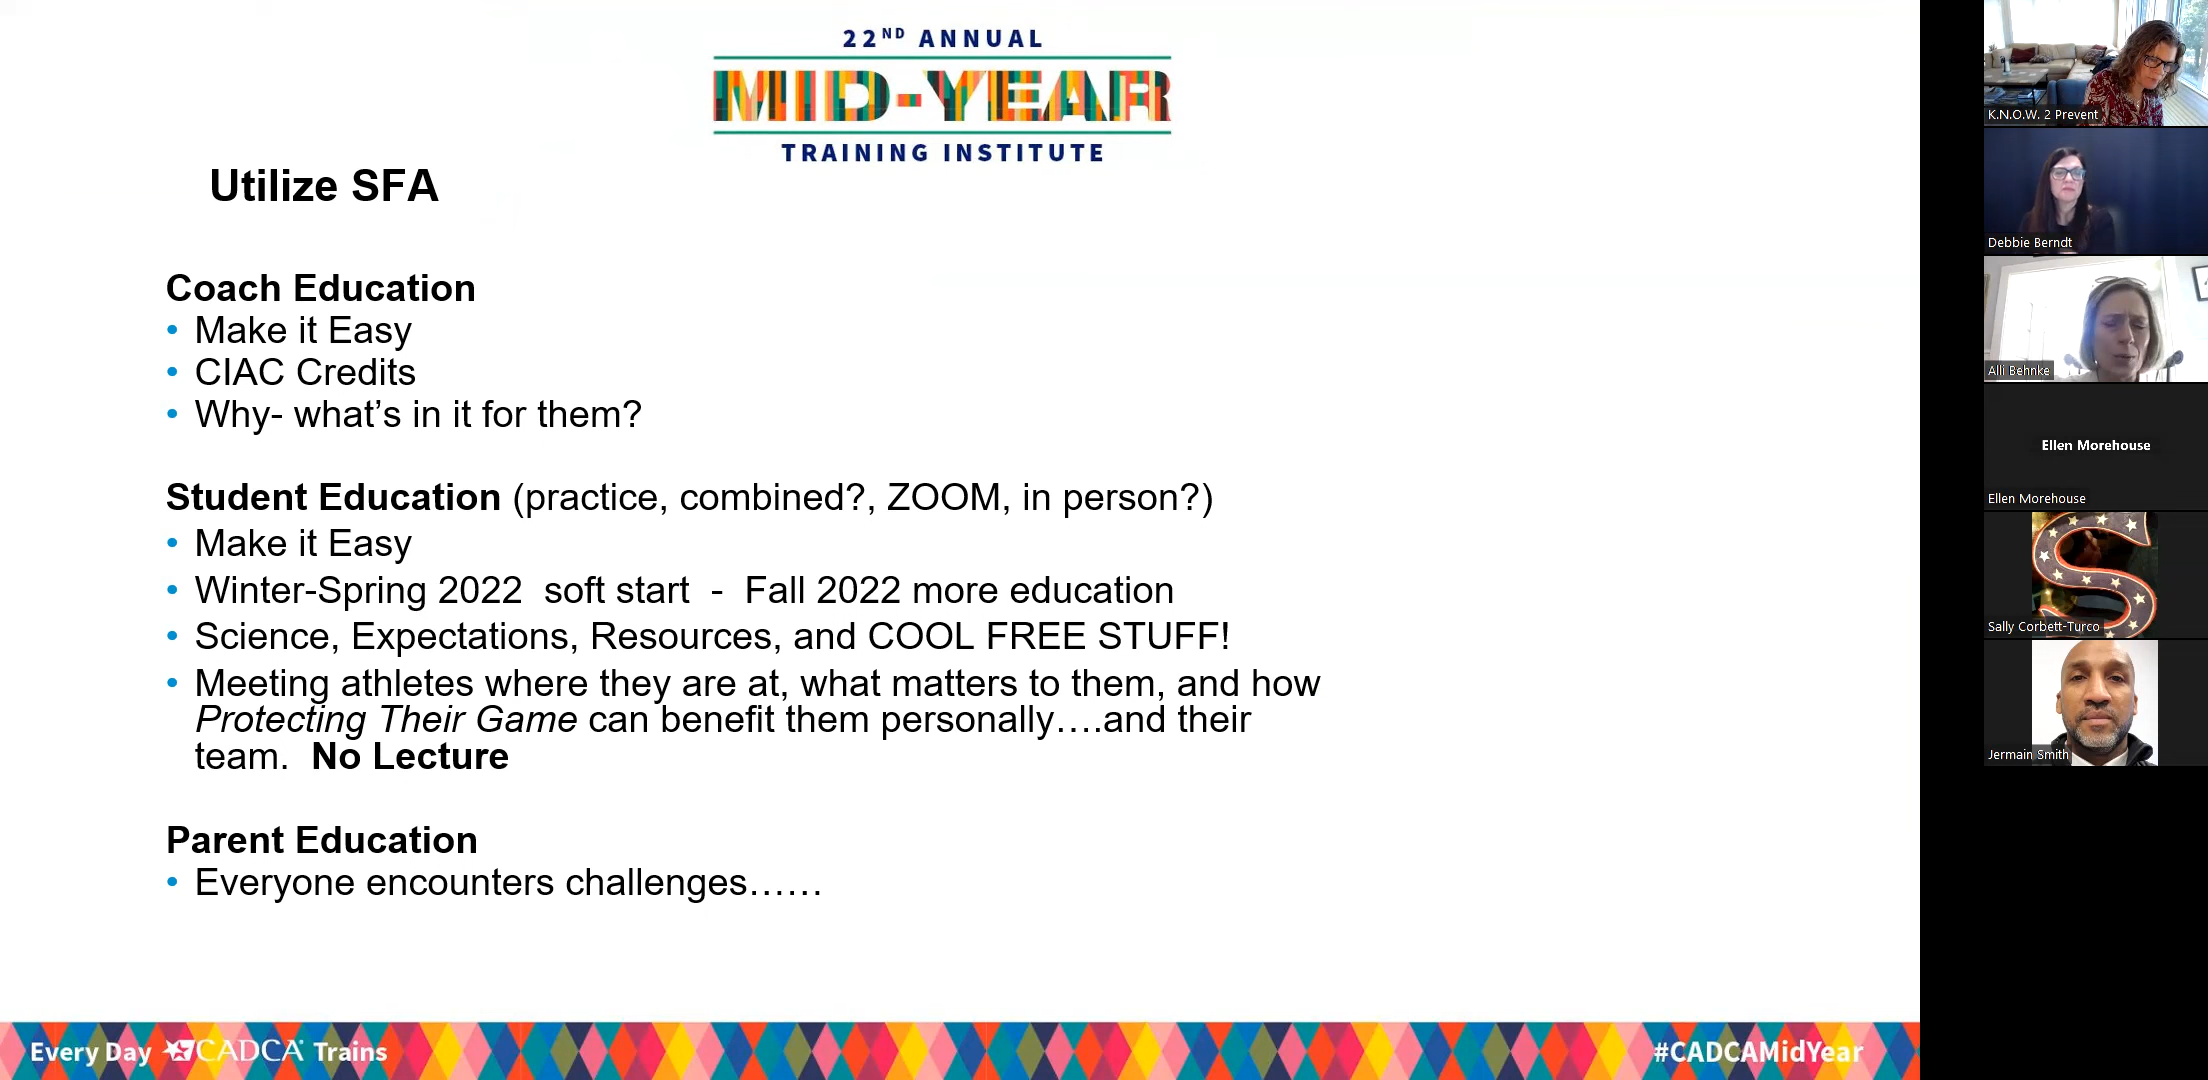 22ND ANNUAL
MID-YEAR
TRAINING INSTITUTE
Utilize SFA
Coach Education
• Make it Easy
• CIAC Credits
• Why- what’s in it for them?
Student Education (practice, combined?, ZOOM, in person?)
• Make it Easy
• Winter-Spring 2022 soft start - Fall 2022 more education
• Science, Expectations, Resources, and COOL FREE STUFF!
• Meeting athletes where they are at, what matters to them, and how
Protecting Their Game can benefit them personally….and their
team. No Lecture
Parent Education
• Everyone encounters challenges……
Every Day CADCA® Trains
#CADCAMidYear
K.N.O.W. 2 Prevent
Debbie Berndt
Alli Behnke
Ellen Morehouse
Ellen Morehouse
S
Sally Corbett-Turco
Jermain Smith